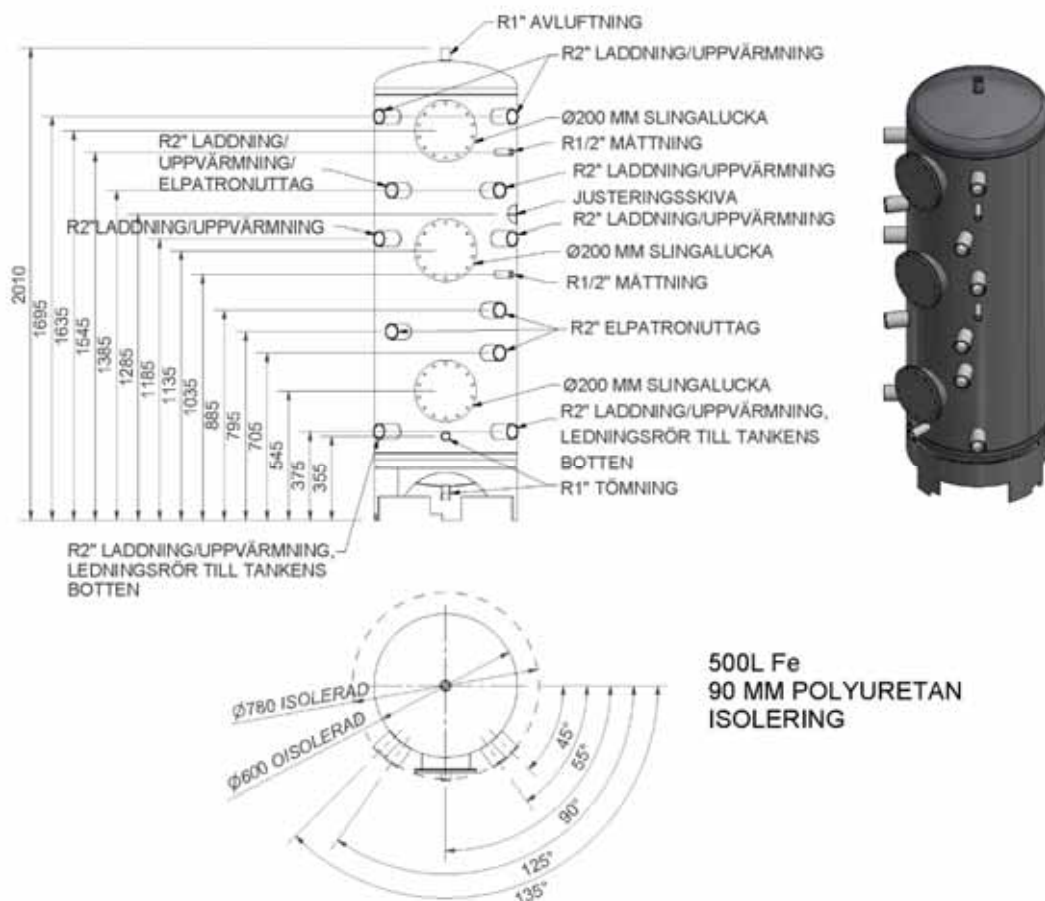 R1" AVLUFTNING
R2" LADDNING/UPPVÄRMNING
Ø200 MM SLINGALUCKA
R1/2" MÄTTNING
R2" LADDNING/
UPPVÄRMNING/
ELPATRONUTTAG
R2" LADDNING/UPPVÄRMNING
JUSTERINGSSKIVA
R2" LADDNING/UPPVÄRMNING
R2"LADDNING/UPPVÄRMNING
Ø200 MM SLINGALUCKA
R1/2" MÄTTNING
R2" ELPATRONUTTAG
Ø200 MM SLINGALUCKA
R2" LADDNING/UPPVÄRMNING,
LEDNINGSRÖR TILL TANKENS
BOTTEN
R1" TÖMNING
2010
1695
1635
1545
1385
1285
1185
1135
1035
885
795
705
545
375
355
R2" LADDNING/UPPVÄRMNING,
LEDNINGSRÖR TILL TANKENS
BOTTEN
Ø780 ISOLERAD
Ø600 OISOLERAD
45°
55°
90°
125°
135°
500L Fe
90 MM POLYURETAN
ISOLERING